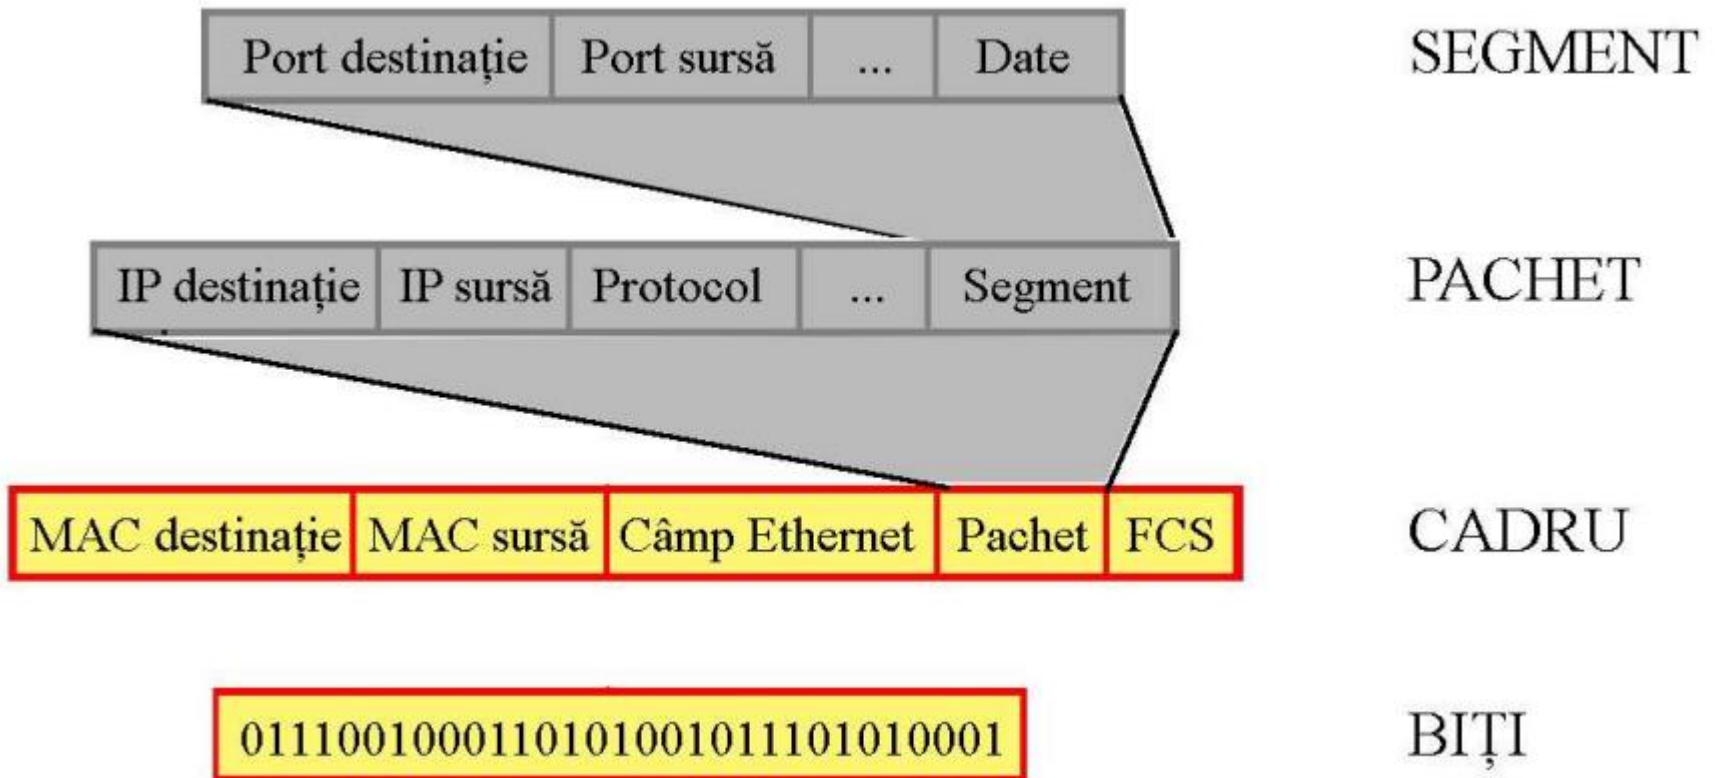 Port destinație Port sursă ... Date SEGMENT
IP destinație IP sursă Protocol ... Segment PACHET
MAC destinație MAC sursă Câmp Ethernet Pachet FCS CADRU
0111001000110101001011101010001 BIȚI